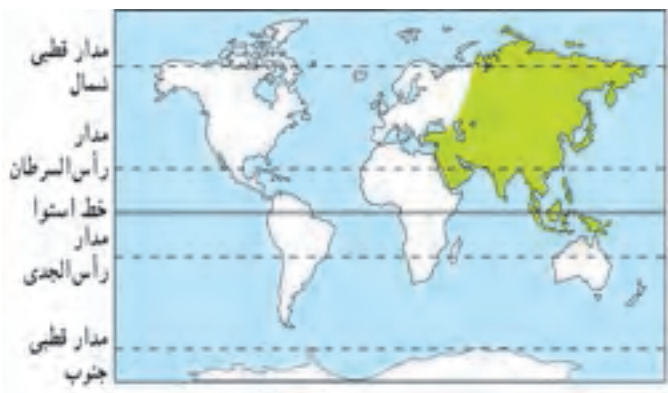 مدار قطبی
شمال
مدار
رأس‌السرطان
خط استوا
مدار
رأس‌الجدی
مدار قطبی
جنوب